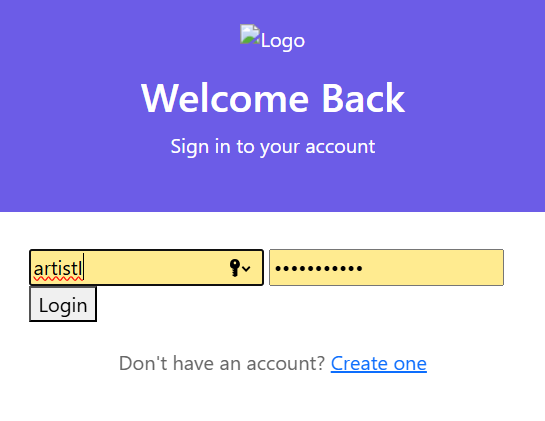 Logo
Welcome Back
Sign in to your account
artistl
•••••••••••
Login
Don't have an account? Create one